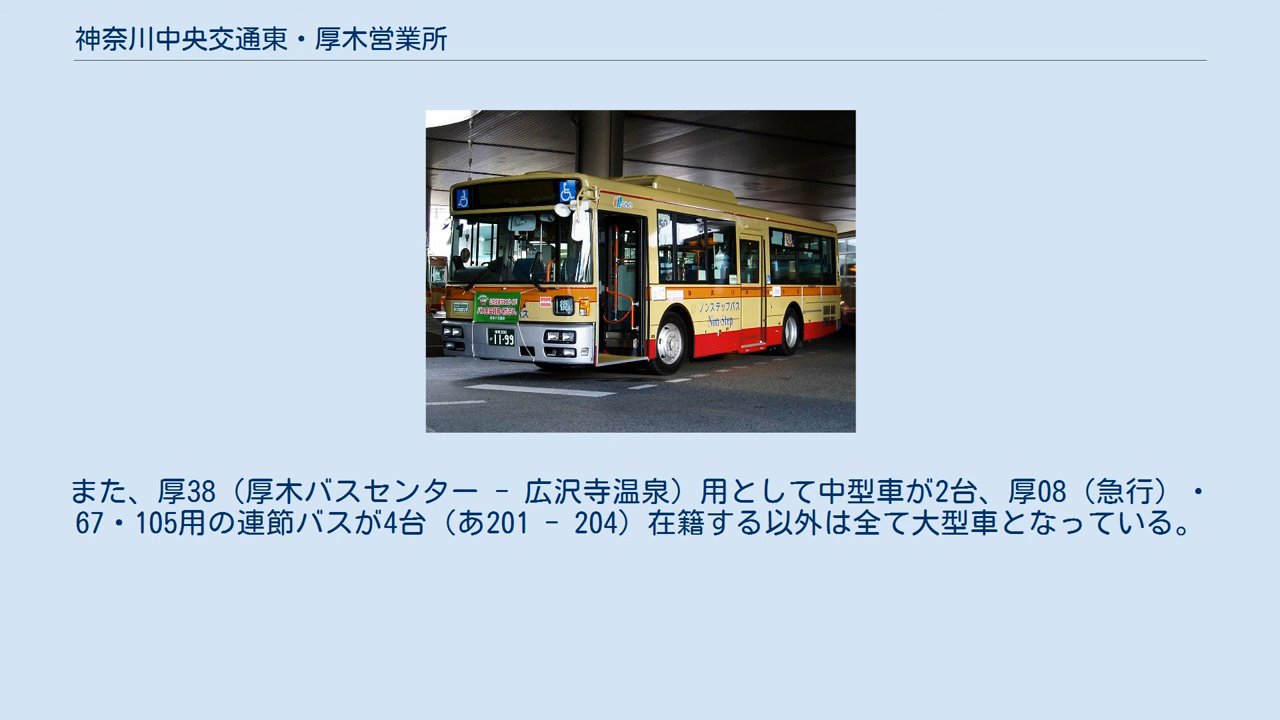 神奈川中央交通東・厚木営業所
ノンステップバス
Non-Step
11-99
また、厚38（厚木バスセンター － 広沢寺温泉）用として中型車が2台、厚08（急行）・
67・105用の連節バスが4台（あ201 － 204）在籍する以外は全て大型車となっている。